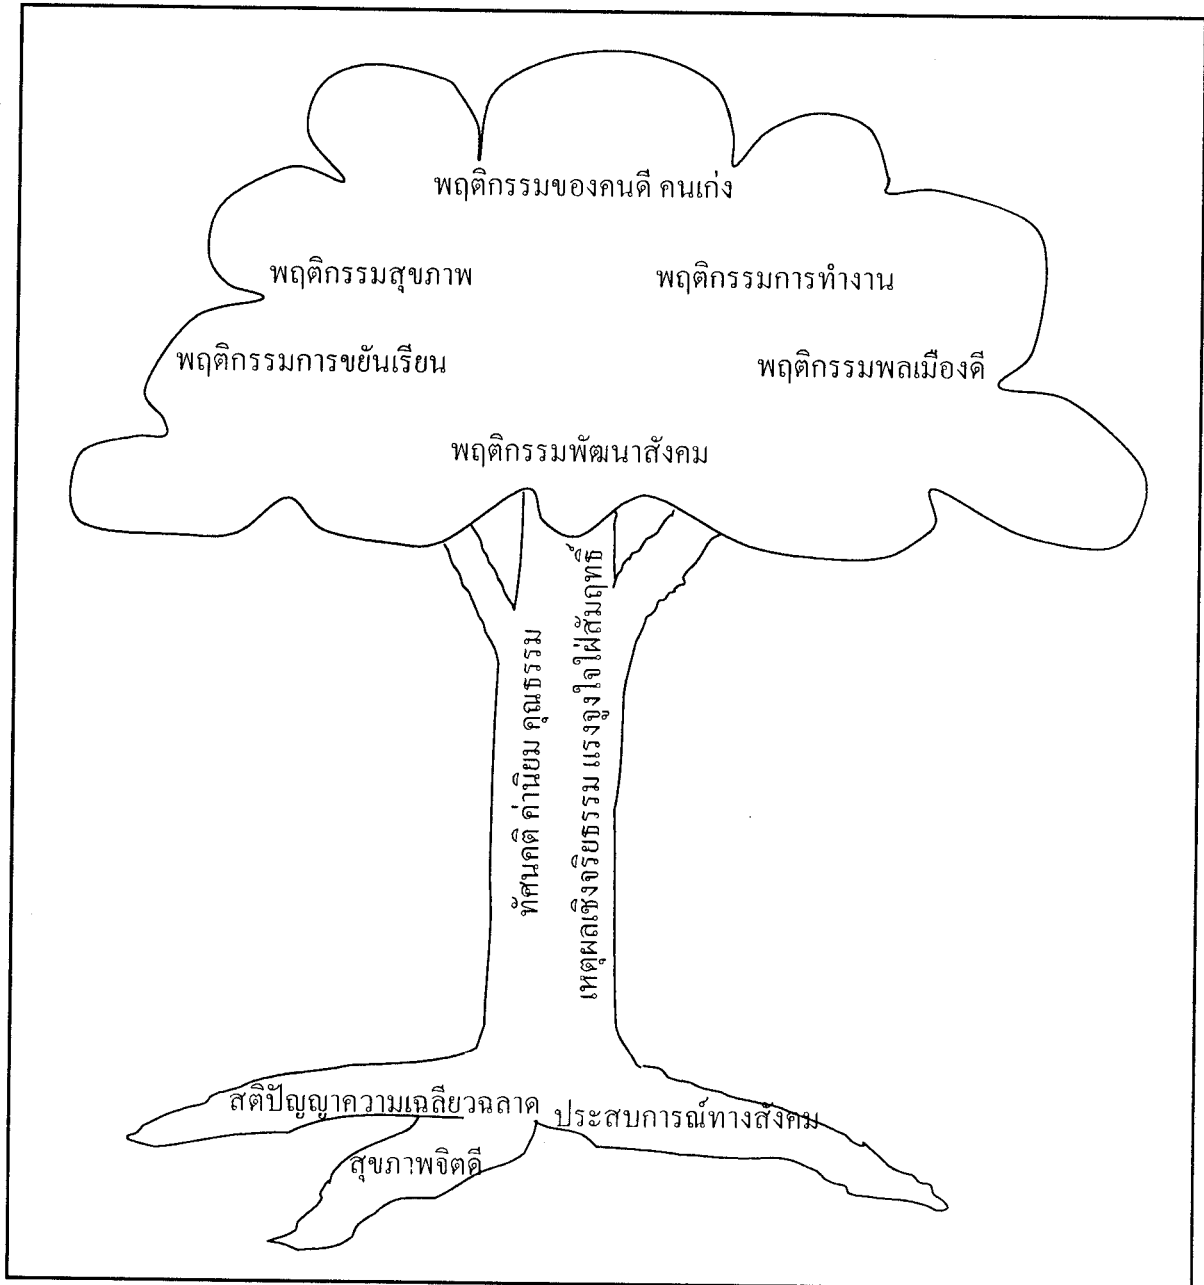 พฤติกรรมของคนดี คนเก่ง
พฤติกรรมสุขภาพ
พฤติกรรมการทำงาน
พฤติกรรมการขยันเรียน
พฤติกรรมพลเมืองดี
พฤติกรรมพัฒนาสังคม
ทัศนคติ ค่านิยม คุณธรรม
เหตุผลเชิงจริยธรรม แรงจูงใจใฝ่สัมฤทธิ์
สติปัญญาความเฉลียวฉลาด
ประสบการณ์ทางสังคม
สุขภาพจิตดี